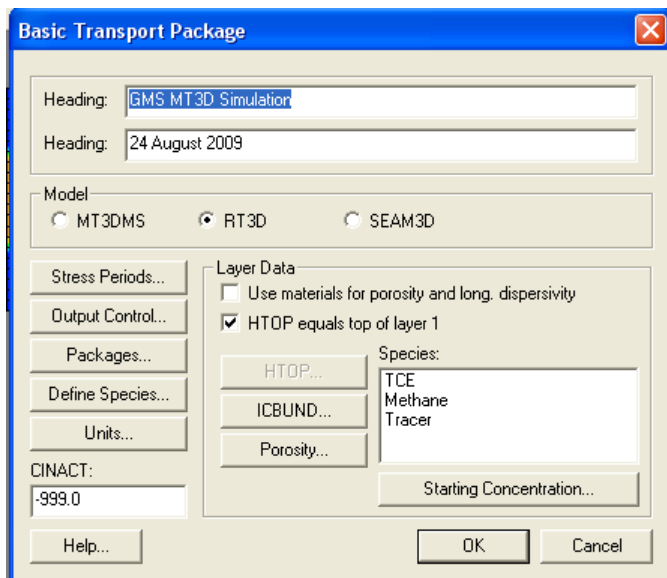 Basic Transport Package
Heading: GMS MT3D Simulation
Heading: 24 August 2009
Model
MT3DMS RT3D SEAM3D
Stress Periods...
Output Control...
Packages...
Define Species...
Units...
CINACT:
-999.0
Layer Data
Use materials for porosity and long. dispersivity
HTOP equals top of layer 1
HTOP...
ICBUND...
Porosity...
Species:
TCE
Methane
Tracer
Starting Concentration...
Help... OK Cancel